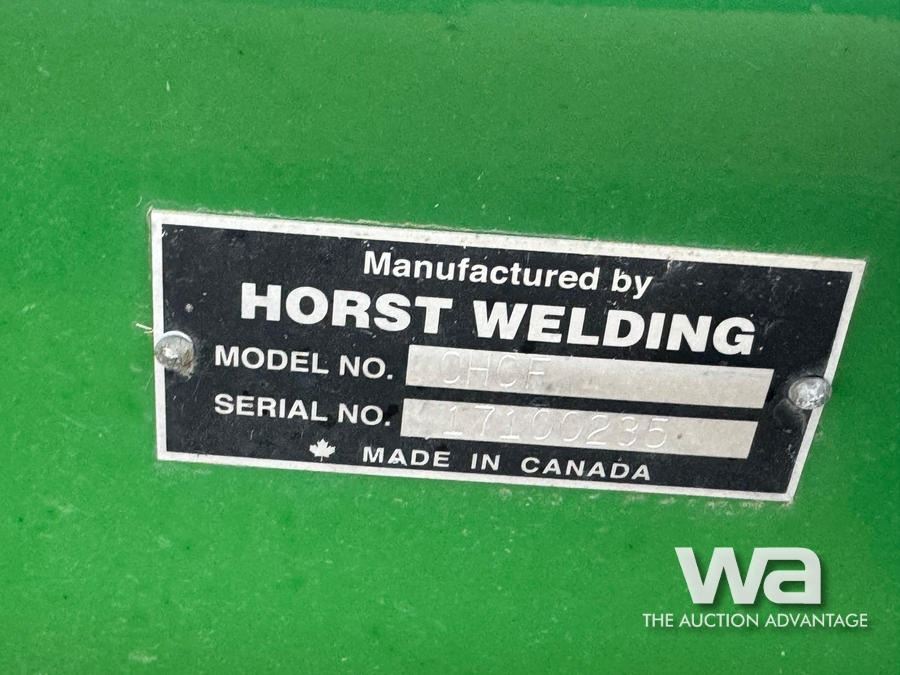 Manufactured by
HORST WELDING
MODEL NO. CHCF
SERIAL NO. 17100235
MADE IN CANADA
wa
THE AUCTION ADVANTAGE